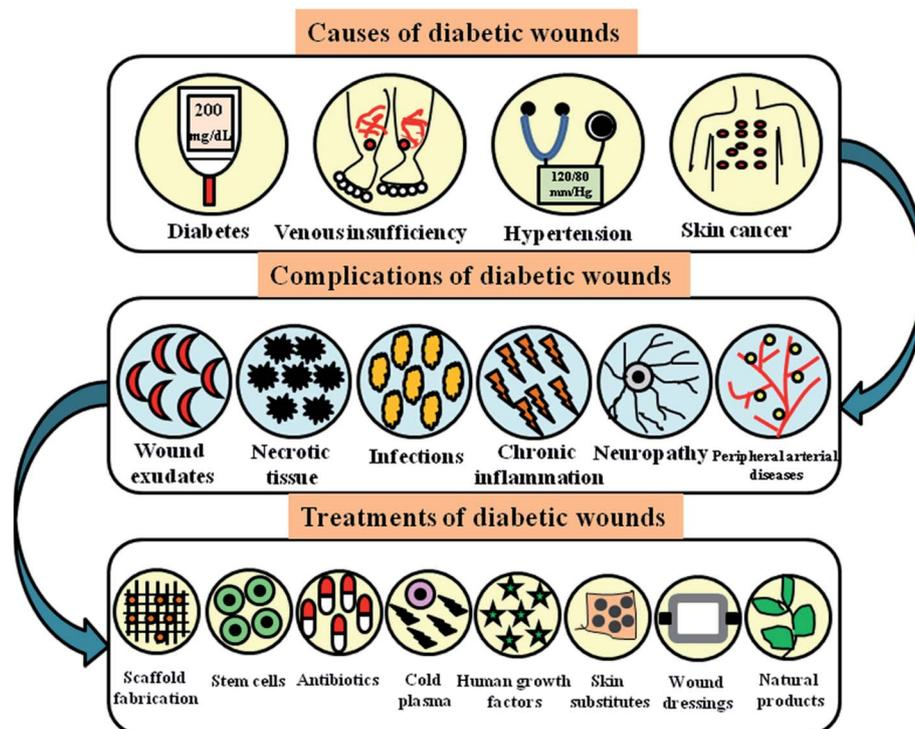 Causes of diabetic wounds
200
mg/dL
120/80
mm/Hg
Diabetes
Venous insufficiency
Hypertension
Skin cancer
Complications of diabetic wounds
Wound
exudates
Necrotic
tissue
Infections
Chronic
inflammation
Neuropathy
Peripheral arterial
diseases
Treatments of diabetic wounds
Scaffold
fabrication
Stem cells
Antibiotics
Cold
plasma
Human growth
factors
Skin
substitutes
Wound
dressings
Natural
products